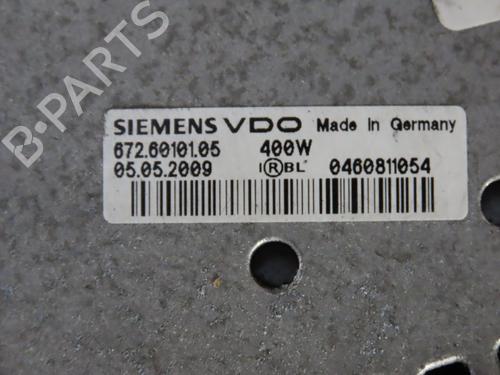 B-PARTS
SIEMENS VDO Made in Germany
672.60101.05 400W
05.05.2009 I®BL 0460811054